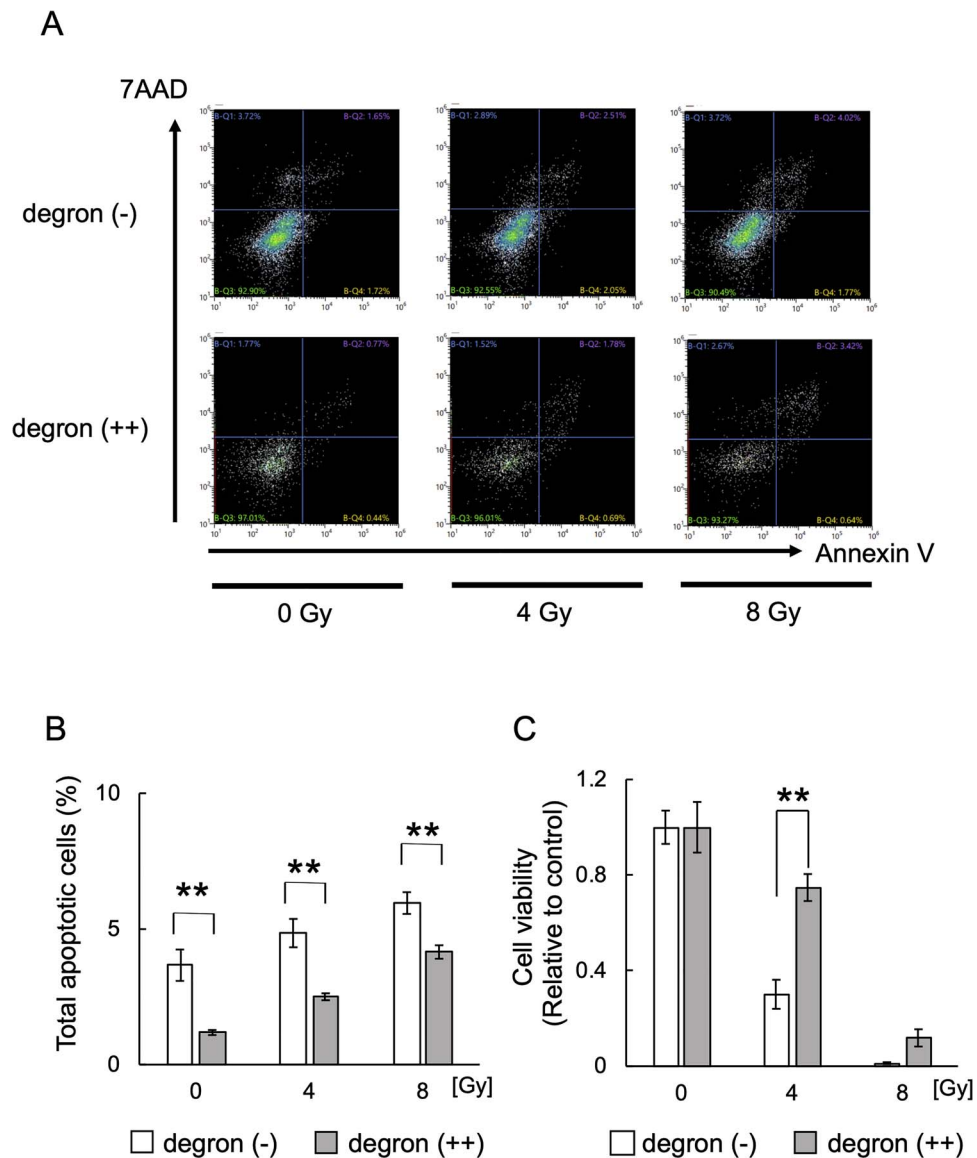 A
7AAD
degron (-)
B-Q1: 3.72% B-Q2: 1.65%
B-Q3: 92.90% B-Q4: 1.72%
B-Q1: 2.89% B-Q2: 2.51%
B-Q3: 92.55% B-Q4: 2.05%
B-Q1: 3.72% B-Q2: 4.02%
B-Q3: 90.49% B-Q4: 1.77%
degron (++)
B-Q1: 1.77% B-Q2: 0.77%
B-Q3: 97.01% B-Q4: 0.44%
B-Q1: 1.52% B-Q2: 1.78%
B-Q3: 96.01% B-Q4: 0.69%
B-Q1: 2.67% B-Q2: 3.42%
B-Q3: 93.27% B-Q4: 0.64%
Annexin V
0 Gy 4 Gy 8 Gy
B
Total apoptotic cells (%)
10
5
0
** ** **
0 4 8 [Gy]
degron (-) degron (++)
C
Cell viability
(Relative to control)
1.2
0.8
0.4
0
**
0 4 8 [Gy]
degron (-) degron (++)